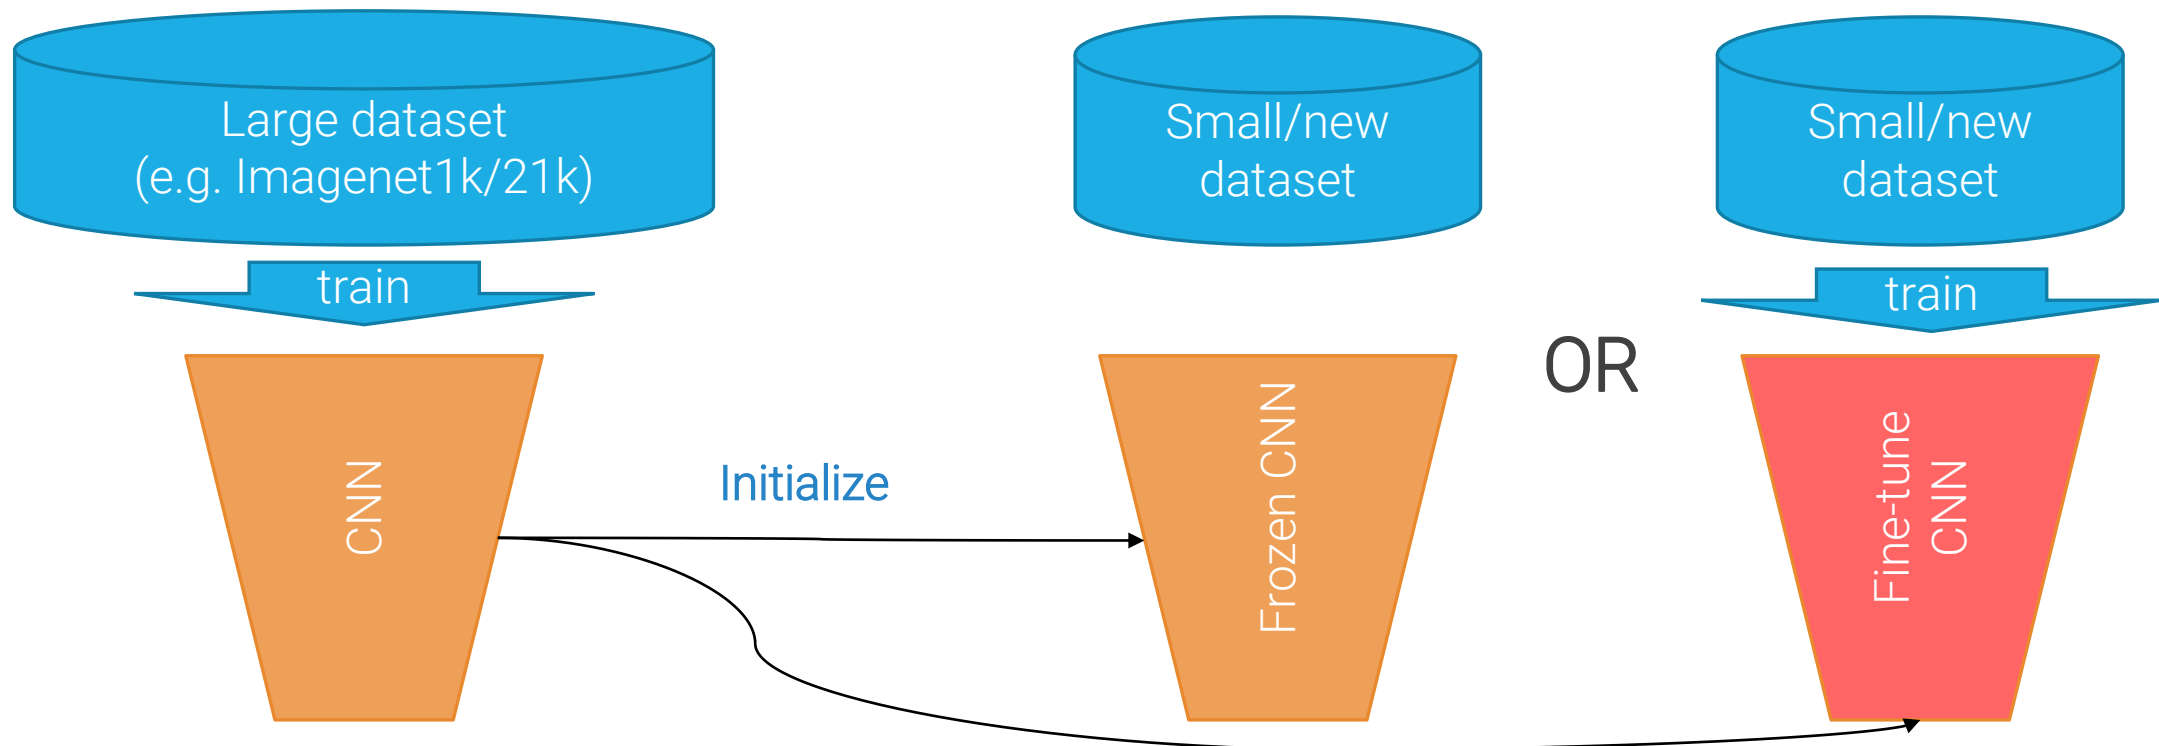 Large dataset
(e.g. Imagenet1k/21k)
train
CNN
Initialize
Small/new
dataset
Frozen CNN
OR
Small/new
dataset
train
Fine-tune
CNN